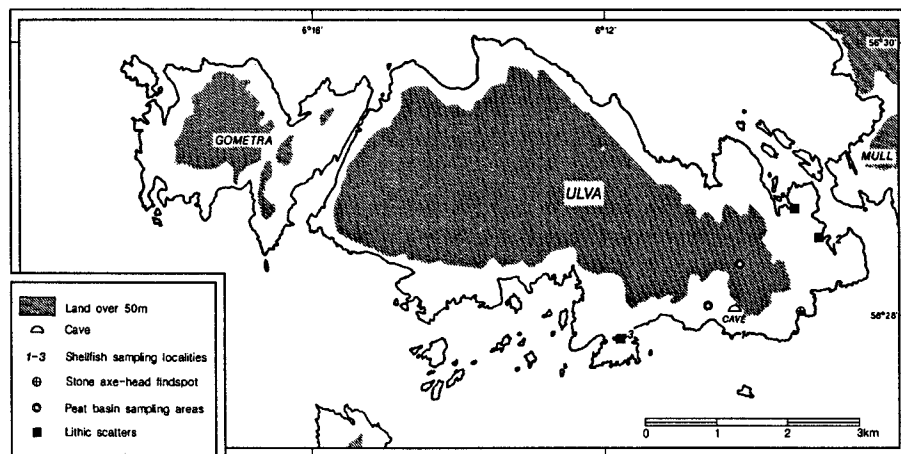 6°16
6°12
56°30
GOMETRA
MULL
ULVA
2
56°28
CAVE
3
Land over 50m
Cave
1-3 Shellfish sampling localities
Stone axe-head findspot
Peat basin sampling areas
Lithic scatters
0 1 2 3km